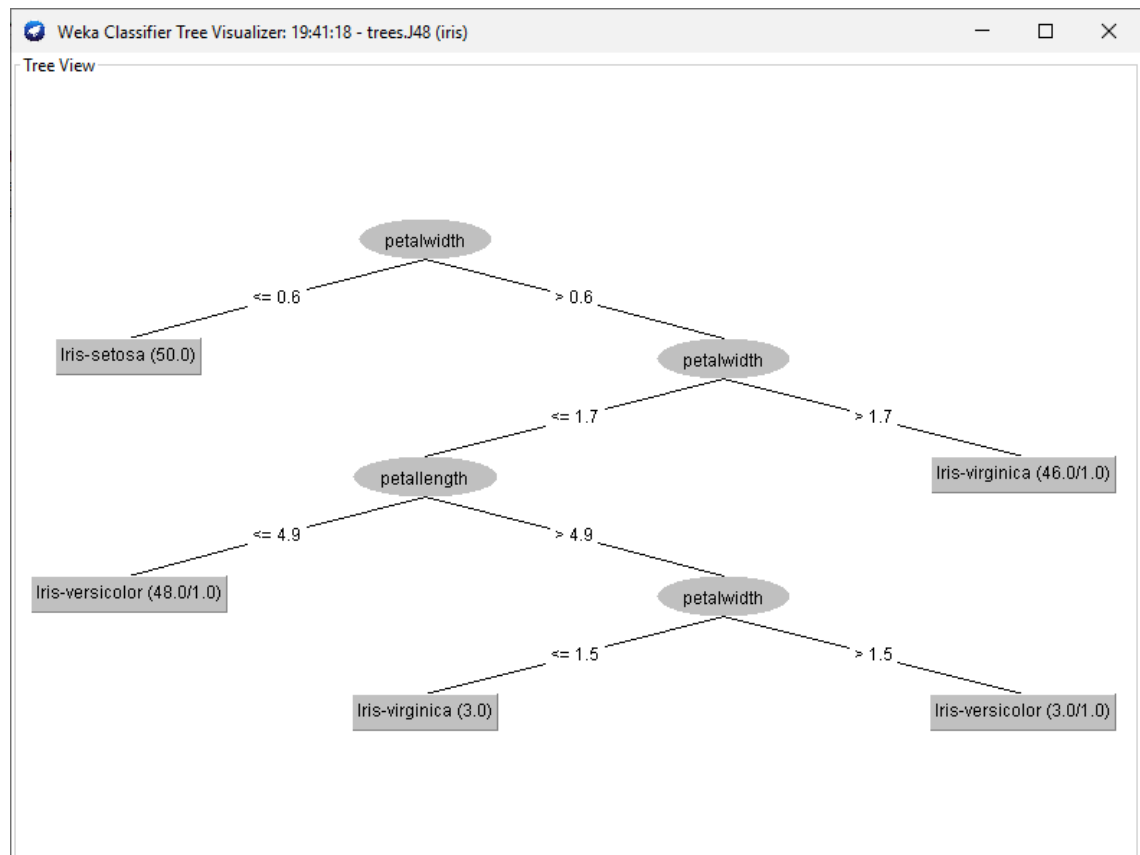 Weka Classifier Tree Visualizer: 19:41:18 - trees.J48 (iris)
Tree View
petalwidth
<= 0.6
> 0.6
Iris-setosa (50.0)
petalwidth
<= 1.7
> 1.7
petallength
Iris-virginica (46.0/1.0)
<= 4.9
> 4.9
Iris-versicolor (48.0/1.0)
petalwidth
<= 1.5
> 1.5
Iris-virginica (3.0)
Iris-versicolor (3.0/1.0)